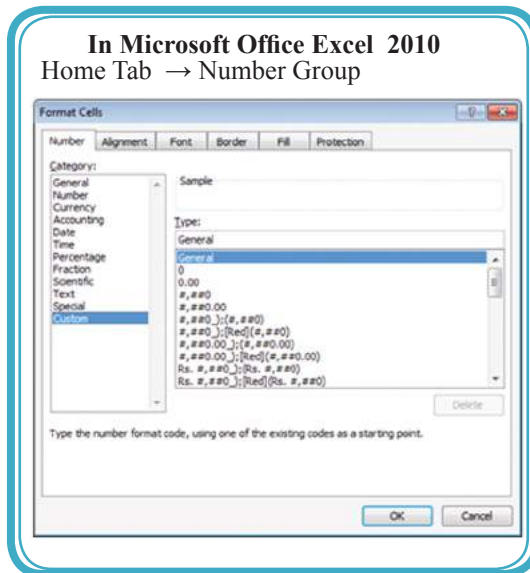 In Microsoft Office Excel 2010
Home Tab → Number Group
Format Cells
Number Alignment Font Border Fill Protection
Category:
General
Number
Currency
Accounting
Date
Time
Percentage
Fraction
Scientific
Text
Special
Custom
Sample
Type:
General
General
0
0.00
#,##0
#,##0.00
#,##0_);(#,##0)
#,##0_);[Red](#,##0)
#,##0.00_);(#,##0.00)
#,##0.00_);[Red](#,##0.00)
Rs. #,##0_);(Rs. #,##0)
Rs. #,##0_);[Red](Rs. #,##0)
Delete
Type the number format code, using one of the existing codes as a starting point.
OK Cancel